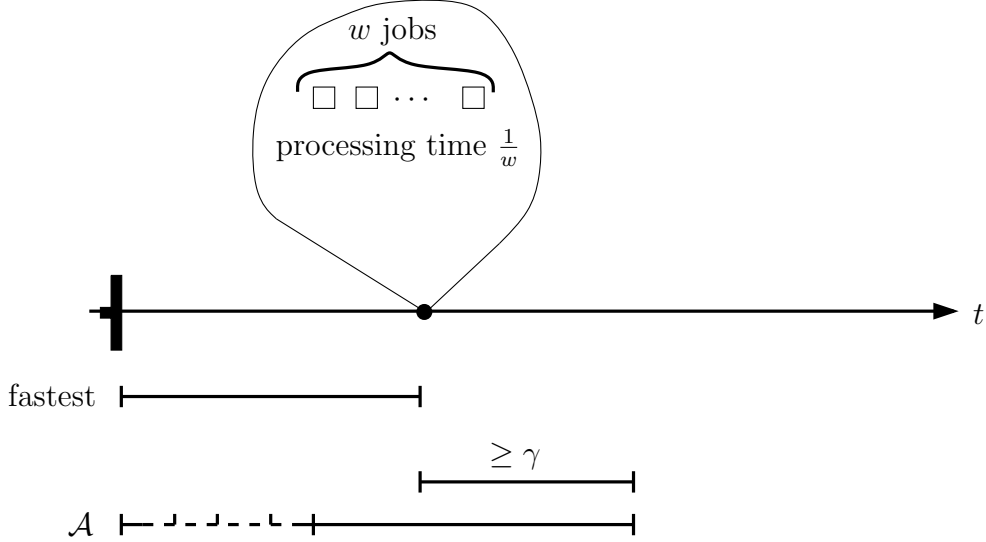 w jobs
···
processing time 1/w
t
fastest
≥ γ
𝒜